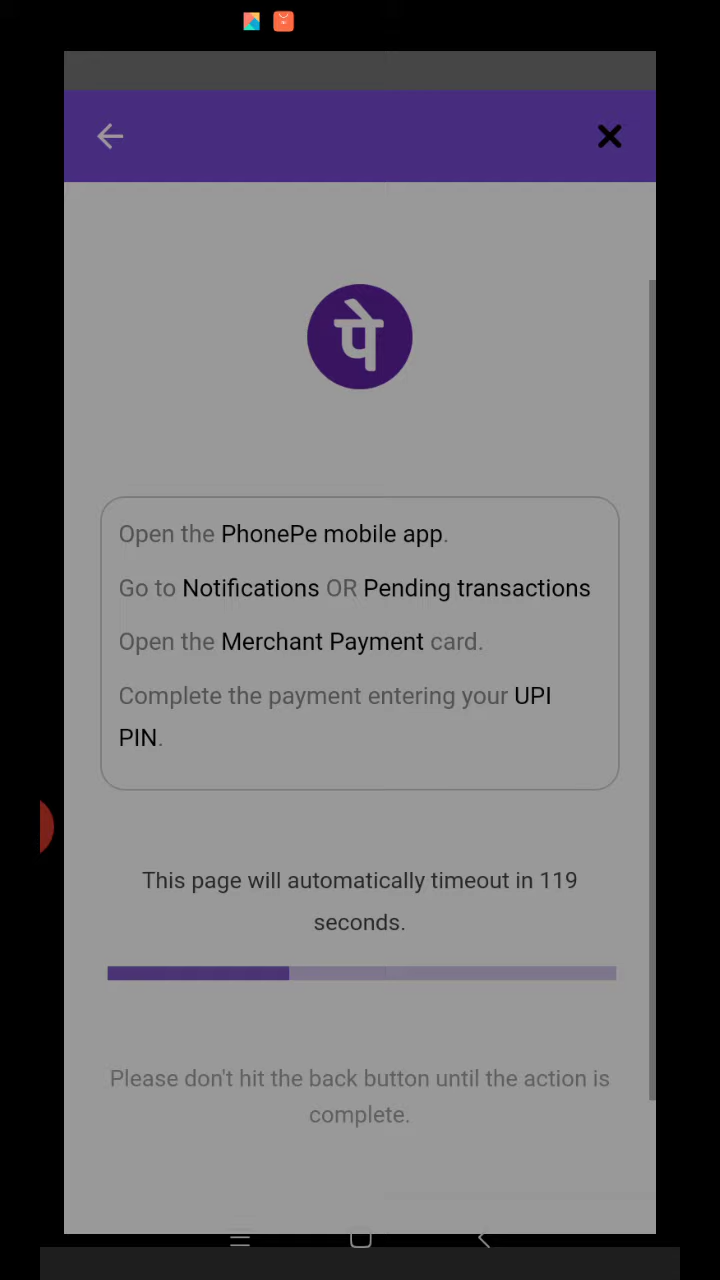 पे
Open the PhonePe mobile app.
Go to Notifications OR Pending transactions
Open the Merchant Payment card.
Complete the payment entering your UPI
PIN.
This page will automatically timeout in 119
seconds.
Please don't hit the back button until the action is
complete.